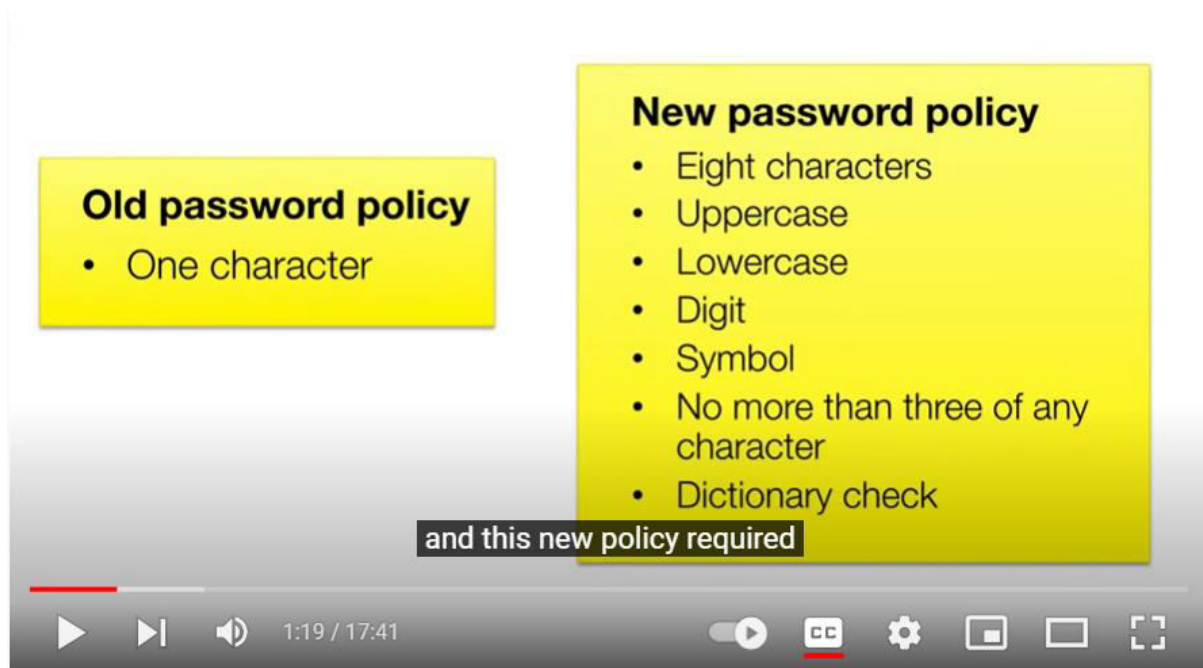 Old password policy
• One character
New password policy
• Eight characters
• Uppercase
• Lowercase
• Digit
• Symbol
• No more than three of any
character
• Dictionary check
and this new policy required
1:19 / 17:41
CC